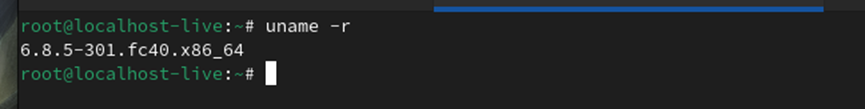 root@localhost-live:~# uname -r
6.8.5-301.fc40.x86_64
root@localhost-live:~#